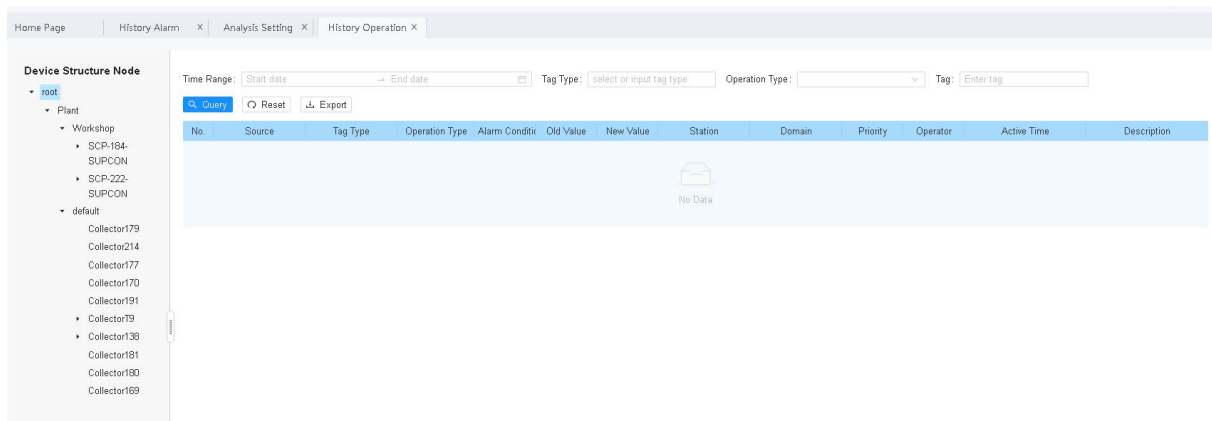 Home Page History Alarm X Analysis Setting X History Operation X
Device Structure Node
root
Plant
Workshop
SCP-184-
SUPCON
SCP-222-
SUPCON
default
Collector179
Collector214
Collector177
Collector170
Collector191
CollectorT9
Collector138
Collector181
Collector180
Collector169
Time Range: Start date → End date Tag Type: select or input tag type Operation Type: Tag: Enter tag
Query Reset Export
No. Source Tag Type Operation Type Alarm Conditi Old Value New Value Station Domain Priority Operator Active Time Description
No Data